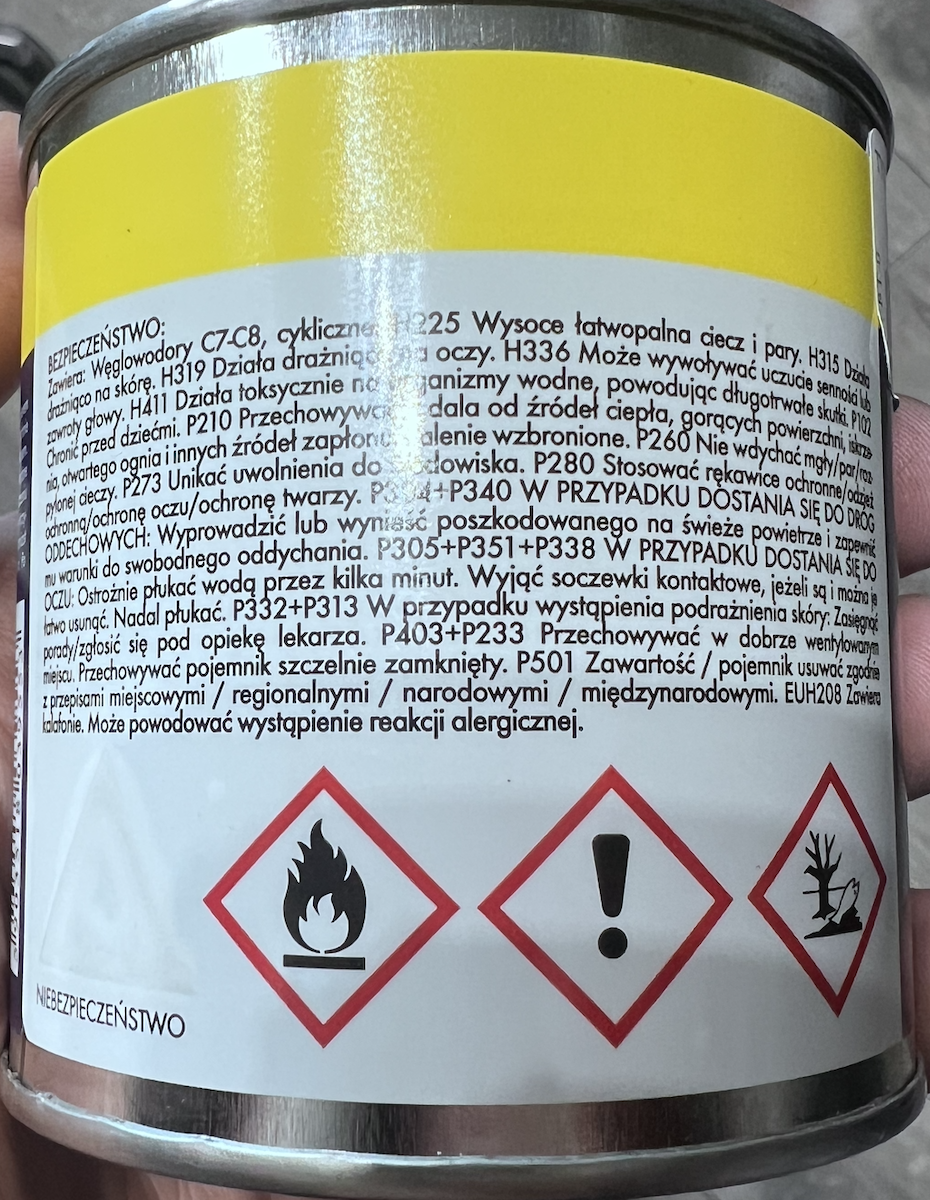 BEZPIECZEŃSTWO:
Zawiera: Węglowodory C7-C8, cykliczne. H225 Wysoce łatwopalna ciecz i pary. H315 Działa
drażniąco na skórę. H319 Działa drażniąco na oczy. H336 Może wywoływać uczucie senności lub
zawroty głowy. H411 Działa toksycznie na organizmy wodne, powodując długotrwałe skutki. P102
Chronić przed dziećmi. P210 Przechowywać z dala od źródeł ciepła, gorących powierzchni, iskrze-
nia, otwartego ognia i innych źródeł zapłonu. Palenie wzbronione. P260 Nie wdychać mgły/par/roz-
pylonej cieczy. P273 Unikać uwolnienia do środowiska. P280 Stosować rękawice ochronne/odzież
ochronną/ochronę oczu/ochronę twarzy. P304+P340 W PRZYPADKU DOSTANIA SIĘ DO DRÓG
ODDECHOWYCH: Wyprowadzić lub wynieść poszkodowanego na świeże powietrze i zapewnić
mu warunki do swobodnego oddychania. P305+P351+P338 W PRZYPADKU DOSTANIA SIĘ DO
OCZU: Ostrożnie płukać wodą przez kilka minut. Wyjąć soczewki kontaktowe, jeżeli są i można je
łatwo usunąć. Nadal płukać. P332+P313 W przypadku wystąpienia podrażnienia skóry: Zasięgnąć
porady/zgłosić się pod opiekę lekarza. P403+P233 Przechowywać w dobrze wentylowanym
miejscu. Przechowywać pojemnik szczelnie zamknięty. P501 Zawartość / pojemnik usuwać zgodnie
z przepisami miejscowymi / regionalnymi / narodowymi / międzynarodowymi. EUH208 Zawiera
kalafonie. Może powodować wystąpienie reakcji alergicznej.
NIEBEZPIECZEŃSTWO